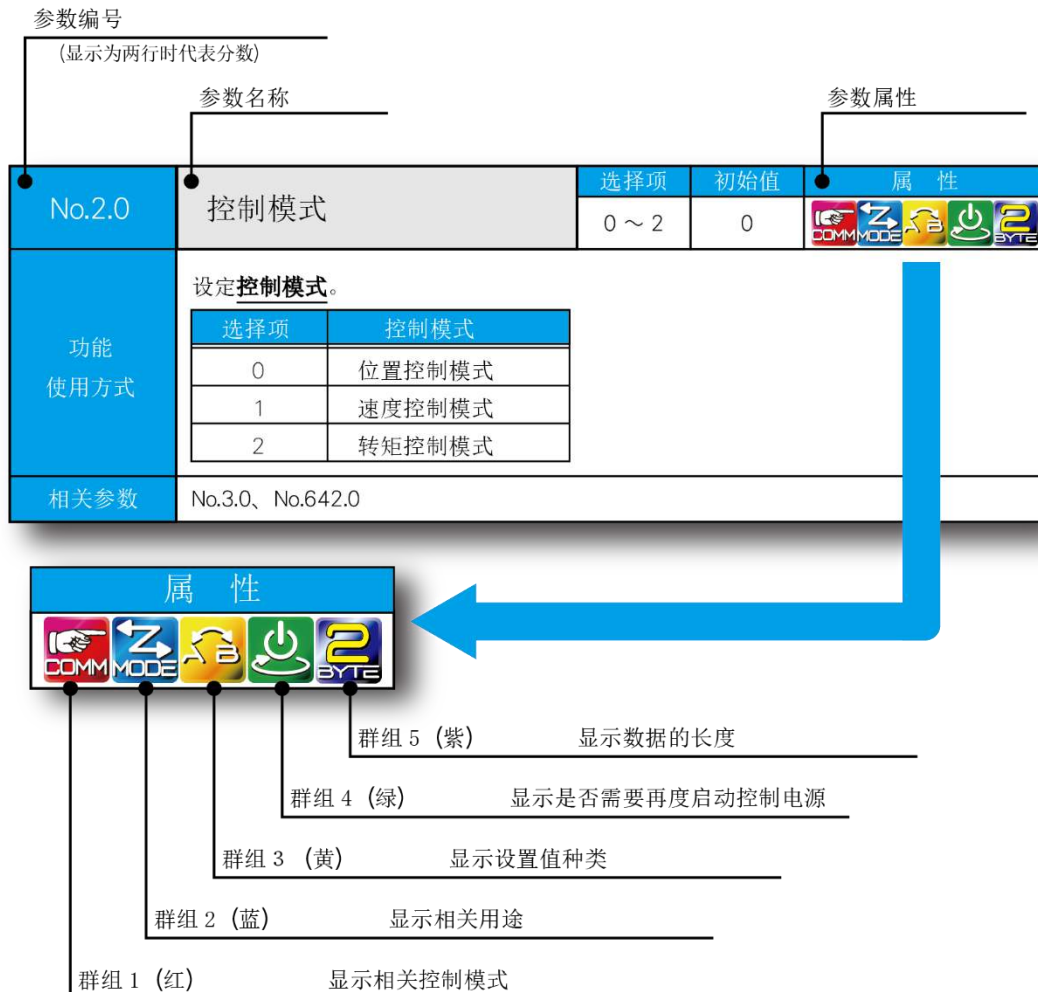 参数编号
(显示为两行时代表分数)
参数名称
参数属性
No.2.0
控制模式
选择项
初始值
属 性
0～2
0
COMM MODE A B 2 BYTE
功能
使用方式
设定控制模式。
选择项 控制模式
0 位置控制模式
1 速度控制模式
2 转矩控制模式
相关参数
No.3.0、No.642.0
属 性
COMM MODE A B 2 BYTE
群组 5 (紫) 显示数据的长度
群组 4 (绿) 显示是否需要再度启动控制电源
群组 3 (黄) 显示设置值种类
群组 2 (蓝) 显示相关用途
群组 1 (红) 显示相关控制模式